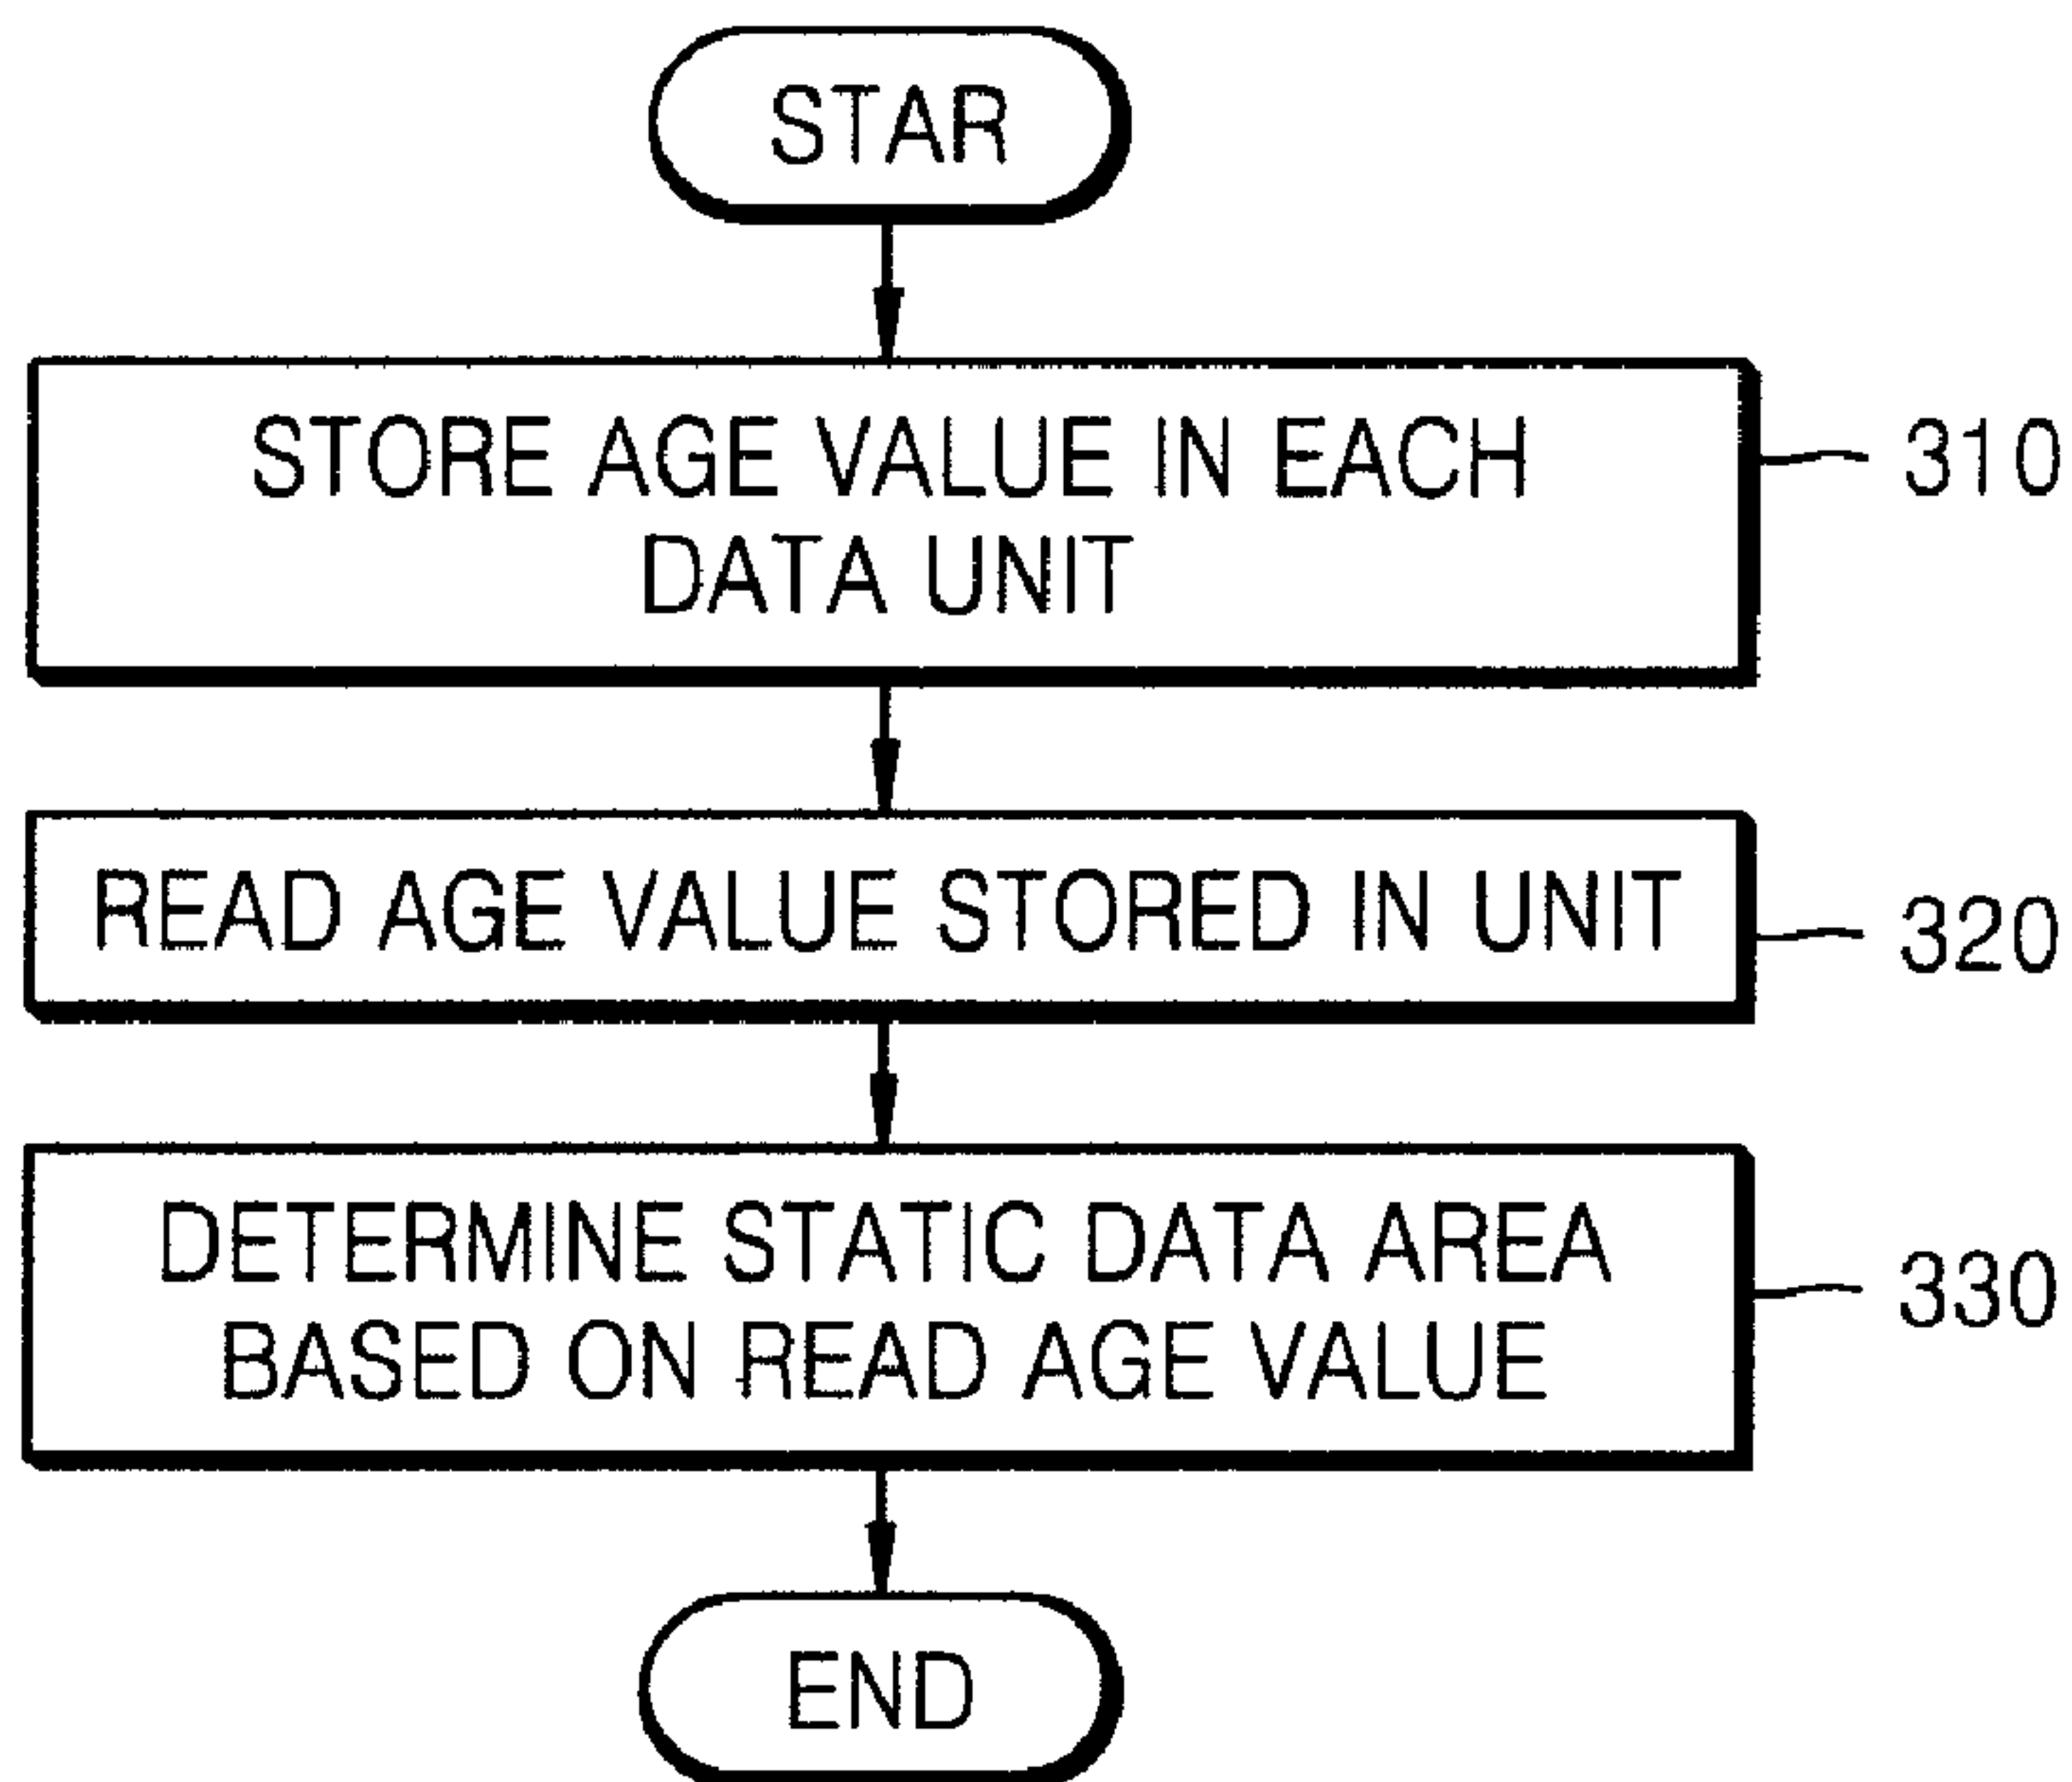 STAR
STORE AGE VALUE IN EACH
DATA UNIT
310
READ AGE VALUE STORED IN UNIT
320
DETERMINE STATIC DATA AREA
BASED ON READ AGE VALUE
330
END